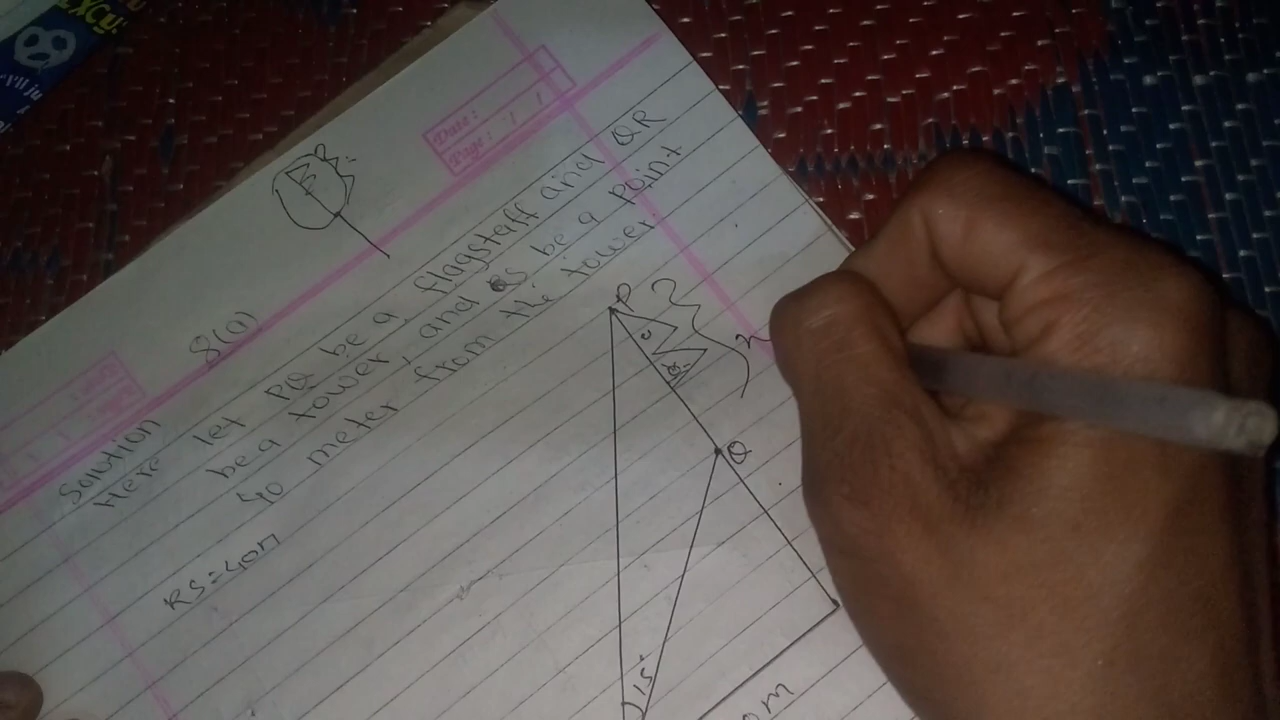 8(a)
Solution
Here let PQ be a flagstaff and QR
be a tower, and S be a point
40 meter from the tower.
RS=40m
P
Q
15°
0m
Date:
Page: